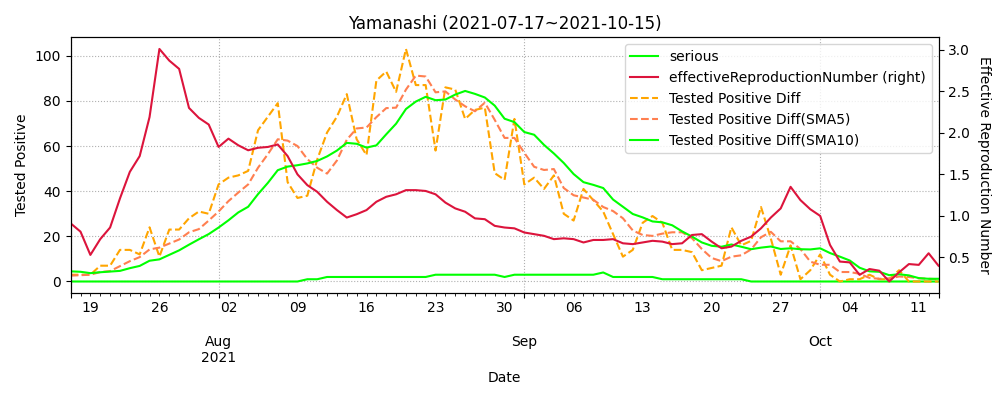 Yamanashi (2021-07-17~2021-10-15)
serious
effectiveReproductionNumber (right)
Tested Positive Diff
Tested Positive Diff(SMA5)
Tested Positive Diff(SMA10)
Tested Positive
100
80
60
40
20
0
Effective Reproduction Number
3.0
2.5
2.0
1.5
1.0
0.5
19 26 02 09 16 23 30 06 13 20 27 04 11
Aug Sep Oct
2021
Date